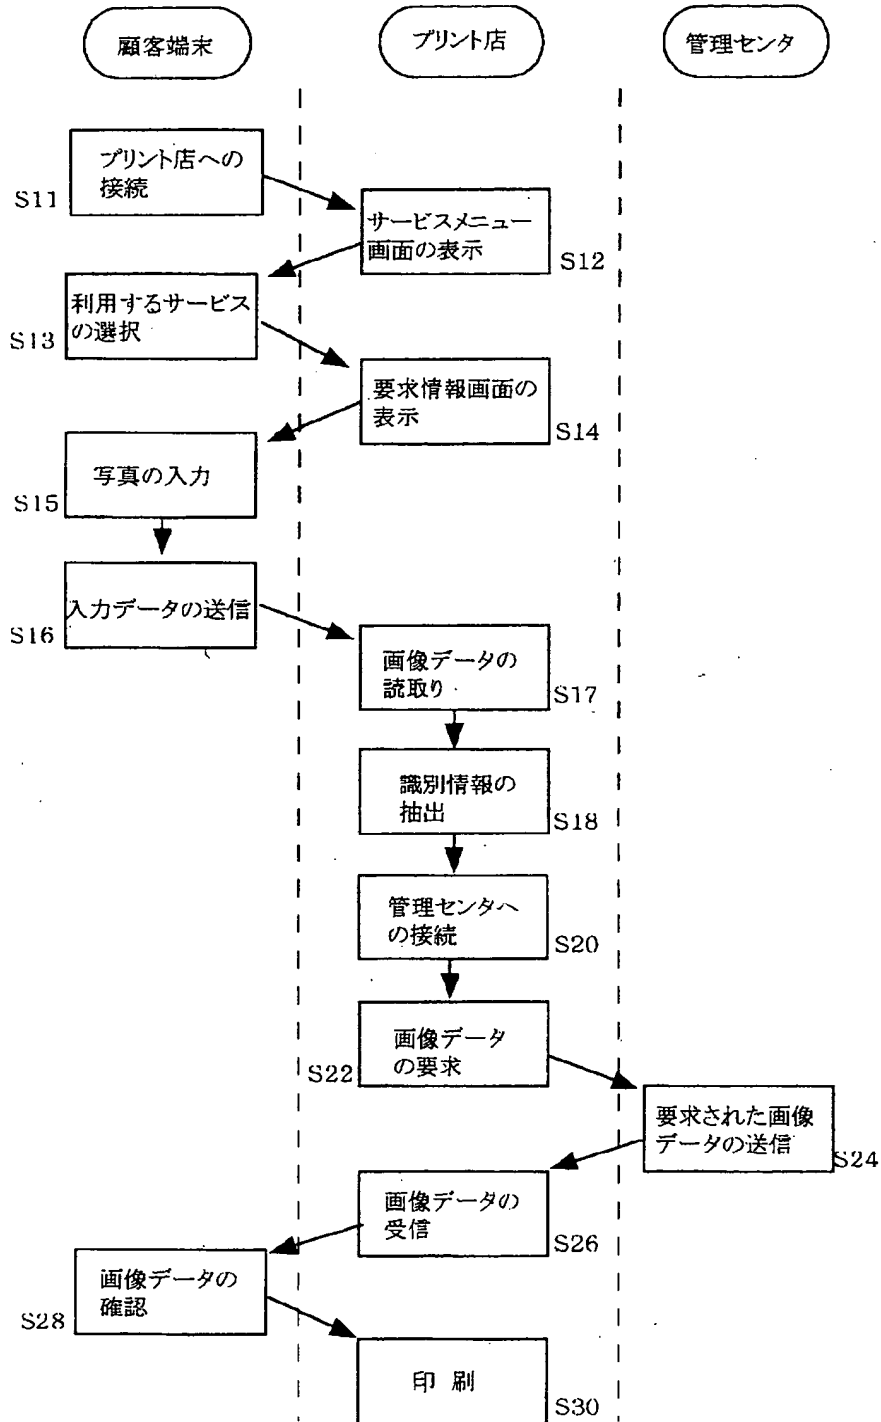 顧客端末
プリント店
管理センタ
プリント店への
接続
S11
サービスメニュー
画面の表示
S12
利用するサービス
の選択
S13
要求情報画面の
表示
S14
写真の入力
S15
入力データの送信
S16
画像データの
読取り
S17
識別情報の
抽出
S18
管理センタへ
の接続
S20
画像データ
の要求
S22
要求された画像
データの送信
S24
画像データの
受信
S26
画像データの
確認
S28
印 刷
S30